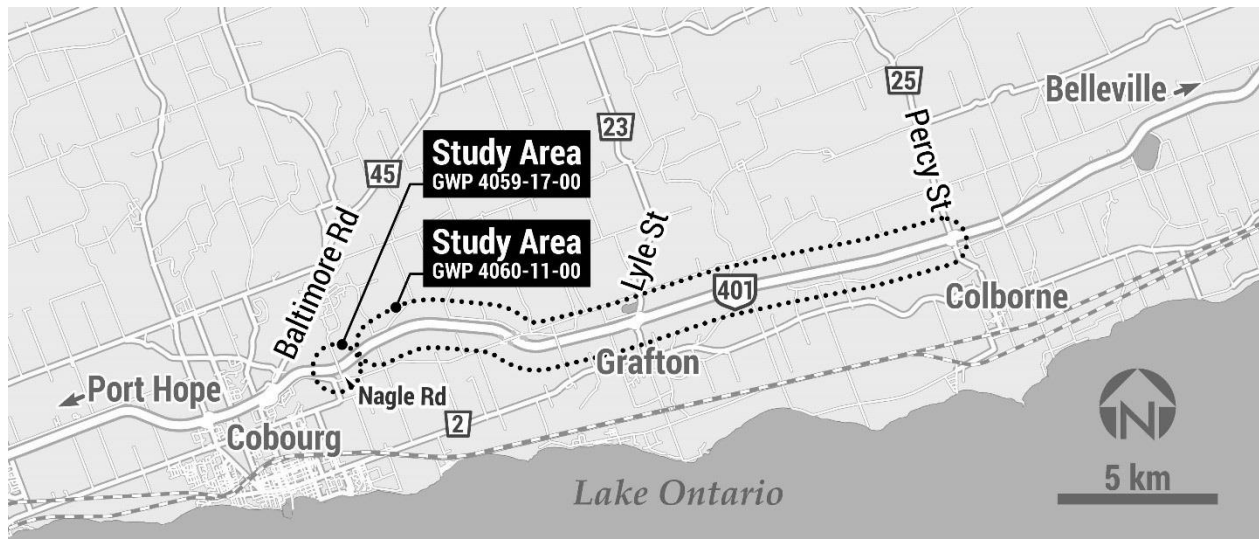 Belleville
25
Percy St
23
Study Area
GWP 4059-17-00
45
Study Area
GWP 4060-11-00
Baltimore Rd
Lyle St
401
Colborne
Grafton
Port Hope
Nagle Rd
2
Cobourg
N
5 km
Lake Ontario